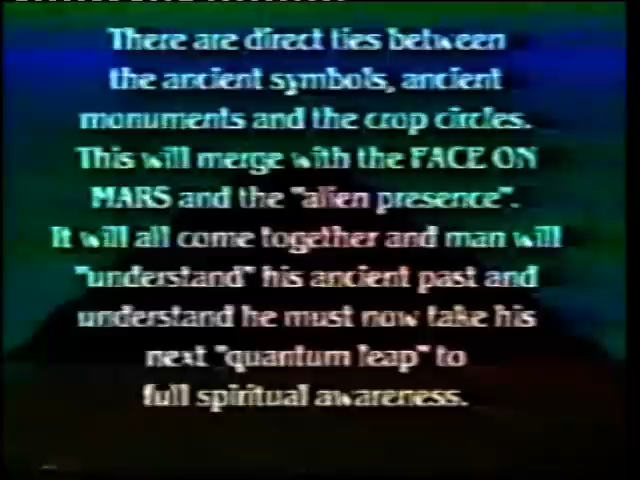 There are direct ties between
the ancient symbols, ancient
monuments and the crop circles.
This will merge with the FACE ON
MARS and the "alien presence".
It will all come together and man will
"understand" his ancient past and
understand he must now take his
next "quantum leap" to
full spiritual awareness.